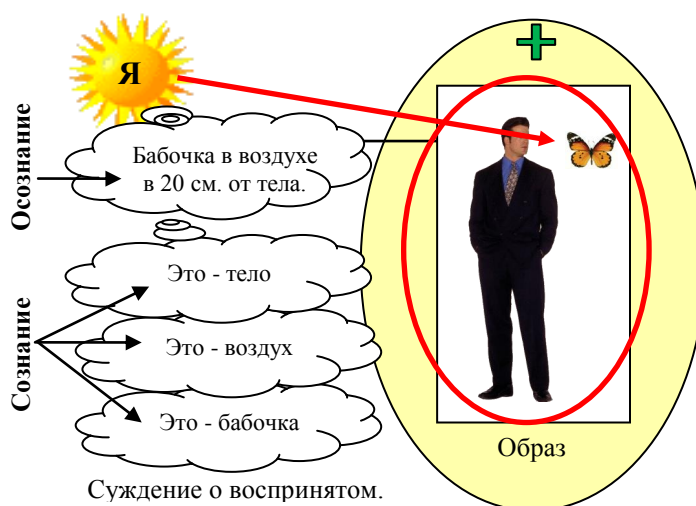 Я
Осознание
Бабочка в воздухе
в 20 см. от тела.
Сознание
Это - тело
Это - воздух
Это - бабочка
Суждение о воспринятом.
Образ